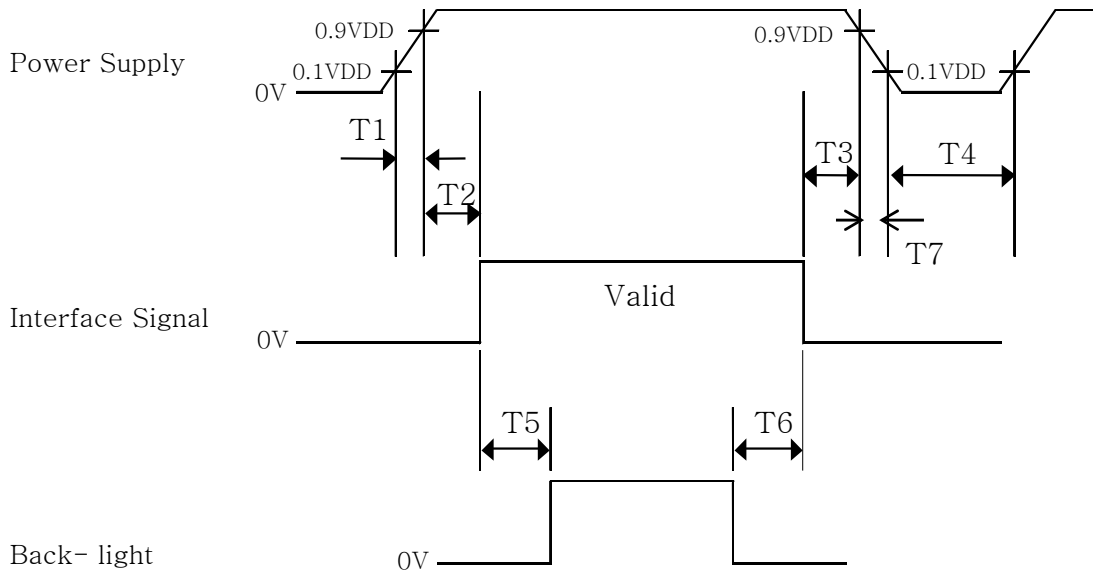 0.9VDD
0.9VDD
Power Supply
0.1VDD
0.1VDD
0V
T1
T3
T4
T2
T7
Valid
Interface Signal
0V
T5
T6
Back- light
0V